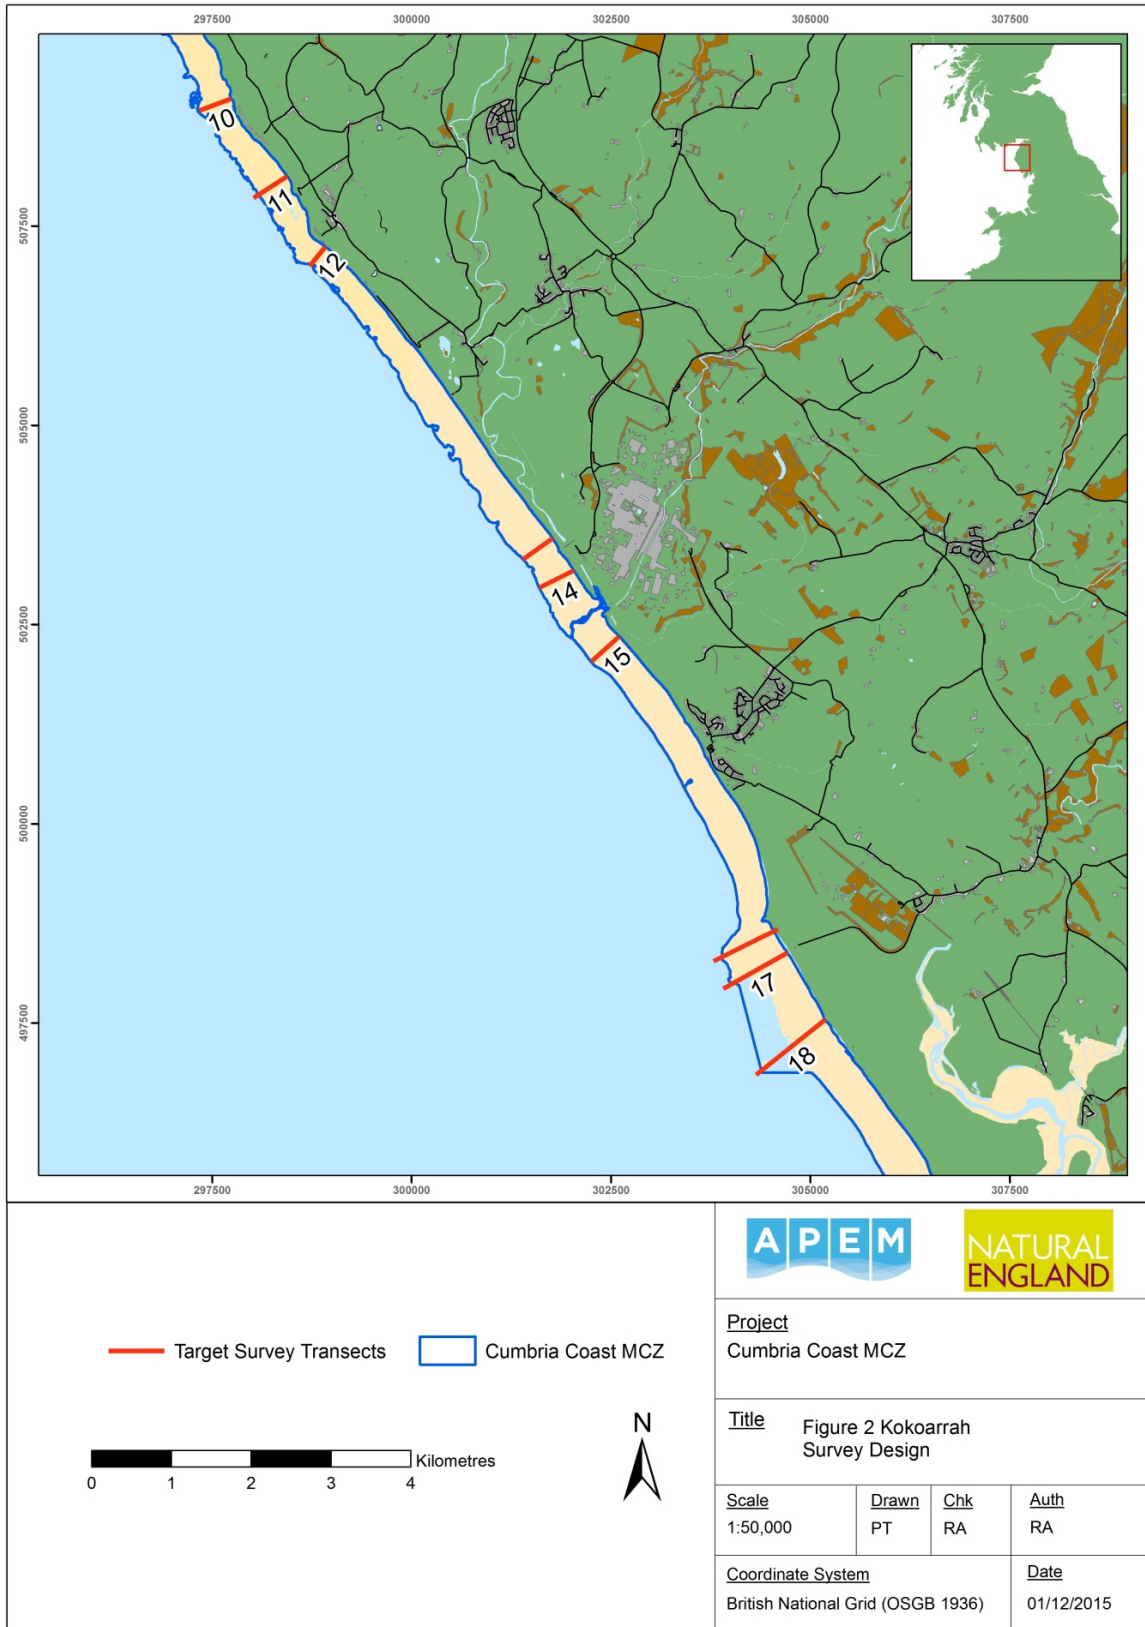 297500 300000 302500 305000 307500
507500
505000
502500
500000
497500
10
11
12
14
15
17
18
297500 300000 302500 305000 307500
Target Survey Transects
Cumbria Coast MCZ
0 1 2 3 4
Kilometres
N
APEM
NATURAL
ENGLAND
Project
Cumbria Coast MCZ
Title
Figure 2 Kokoarrah
Survey Design
Scale
1:50,000
Drawn
PT
Chk
RA
Auth
RA
Coordinate System
British National Grid (OSGB 1936)
Date
01/12/2015